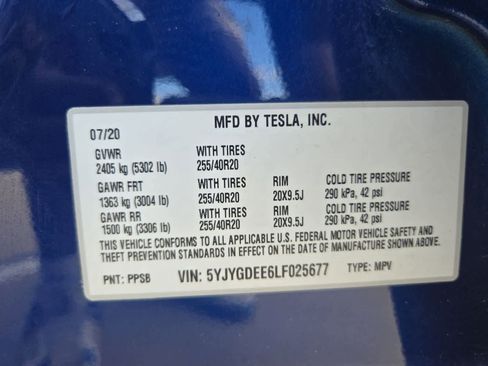 MFD BY TESLA, INC.
07/20
GVWR WITH TIRES
2405 kg (5302 lb) 255/40R20
GAWR FRT WITH TIRES RIM COLD TIRE PRESSURE
1363 kg (3004 lb) 255/40R20 20X9.5J 290 kPa, 42 psi
GAWR RR WITH TIRES RIM COLD TIRE PRESSURE
1500 kg (3306 lb) 255/40R20 20X9.5J 290 kPa, 42 psi
THIS VEHICLE CONFORMS TO ALL APPLICABLE U.S. FEDERAL MOTOR VEHICLE SAFETY AND
THEFT PREVENTION STANDARDS IN EFFECT ON THE DATE OF MANUFACTURE SHOWN ABOVE.
PNT: PPSB VIN: 5YJYGDEE6LF025677 TYPE: MPV